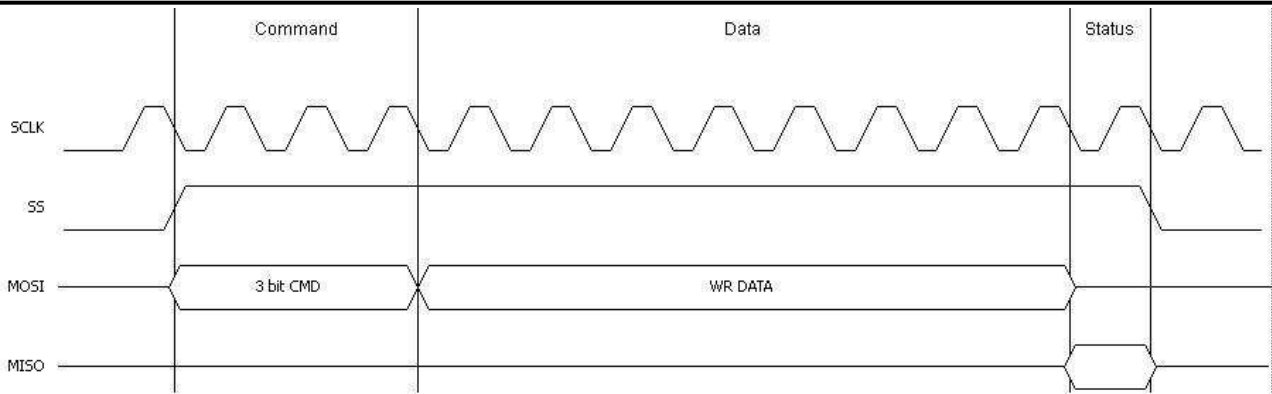 Command Data Status
SCLK
SS
MOSI 3 bit CMD WR DATA
MISO